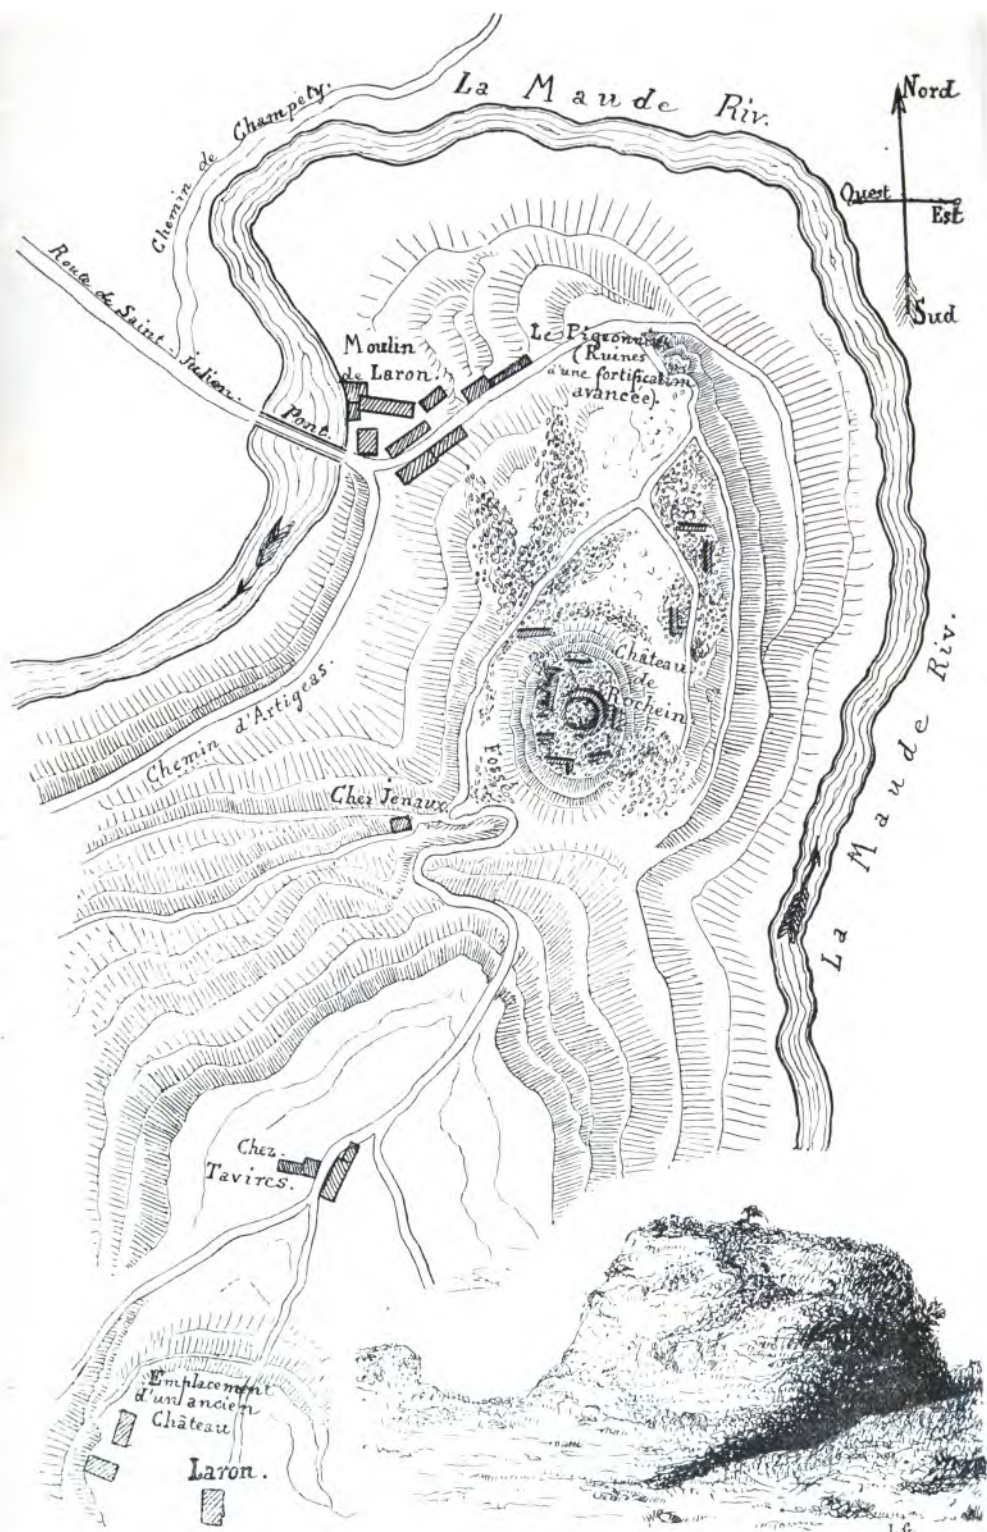 La Maude Riv.
Chemin de Champety.
Nord
Ouest
Est
Sud
Route de Saint-Julien.
Pont.
Moulin
de Laron.
Le Pigeonnier
(Ruines
d'une fortification
avancée).
Château
de
Rochein
Fossé
Chemin d'Artigeas.
Chez Jenaux
La Maude Riv.
Chez
Tavires.
Emplacement
d'un ancien
Château
Laron.